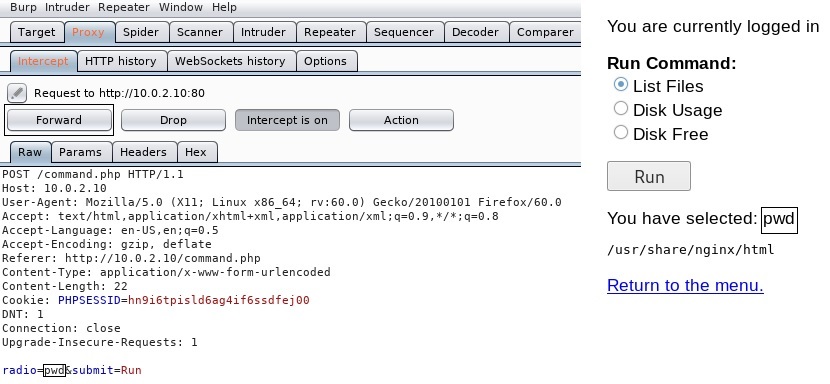 Burp Intruder Repeater Window Help
Target Proxy Spider Scanner Intruder Repeater Sequencer Decoder Comparer
Intercept HTTP history WebSockets history Options
Request to http://10.0.2.10:80
Forward Drop Intercept is on Action
Raw Params Headers Hex
POST /command.php HTTP/1.1
Host: 10.0.2.10
User-Agent: Mozilla/5.0 (X11; Linux x86_64; rv:60.0) Gecko/20100101 Firefox/60.0
Accept: text/html,application/xhtml+xml,application/xml;q=0.9,*/*;q=0.8
Accept-Language: en-US,en;q=0.5
Accept-Encoding: gzip, deflate
Referer: http://10.0.2.10/command.php
Content-Type: application/x-www-form-urlencoded
Content-Length: 22
Cookie: PHPSESSID=hn9i6tpisld6ag4if6ssdfej00
DNT: 1
Connection: close
Upgrade-Insecure-Requests: 1
radio=pwd&submit=Run
You are currently logged in
Run Command:
List Files
Disk Usage
Disk Free
Run
You have selected: pwd
/usr/share/nginx/html
Return to the menu.